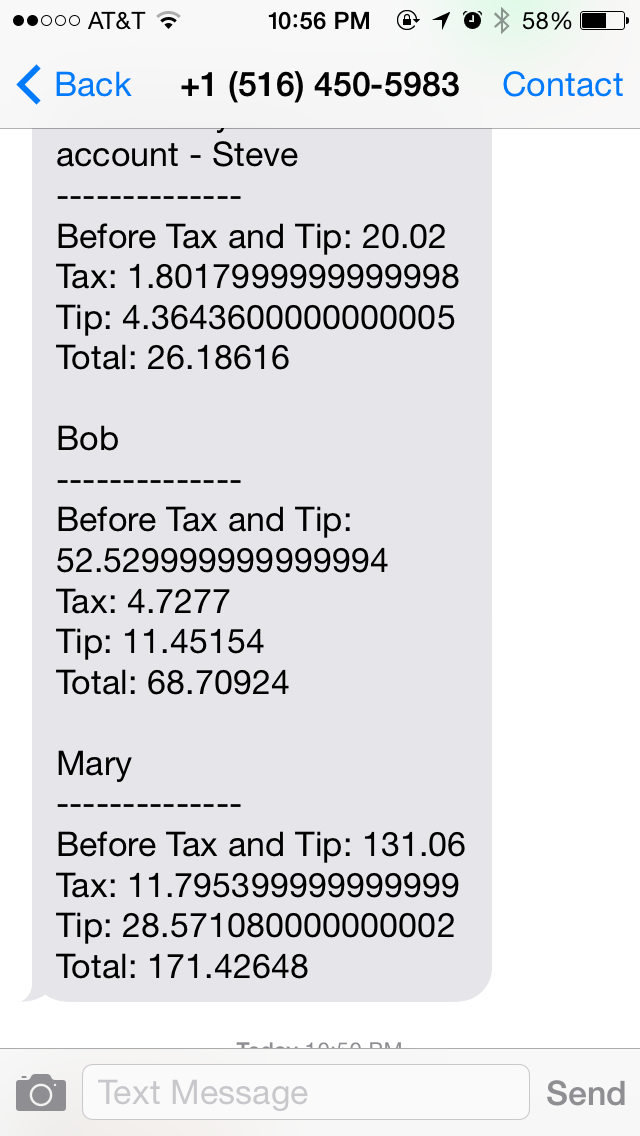 AT&T 10:56 PM 58%
Back +1 (516) 450-5983 Contact
account - Steve
--------------
Before Tax and Tip: 20.02
Tax: 1.8017999999999998
Tip: 4.3643600000000005
Total: 26.18616
Bob
--------------
Before Tax and Tip:
52.529999999999994
Tax: 4.7277
Tip: 11.45154
Total: 68.70924
Mary
--------------
Before Tax and Tip: 131.06
Tax: 11.795399999999999
Tip: 28.571080000000002
Total: 171.42648
Text Message Send